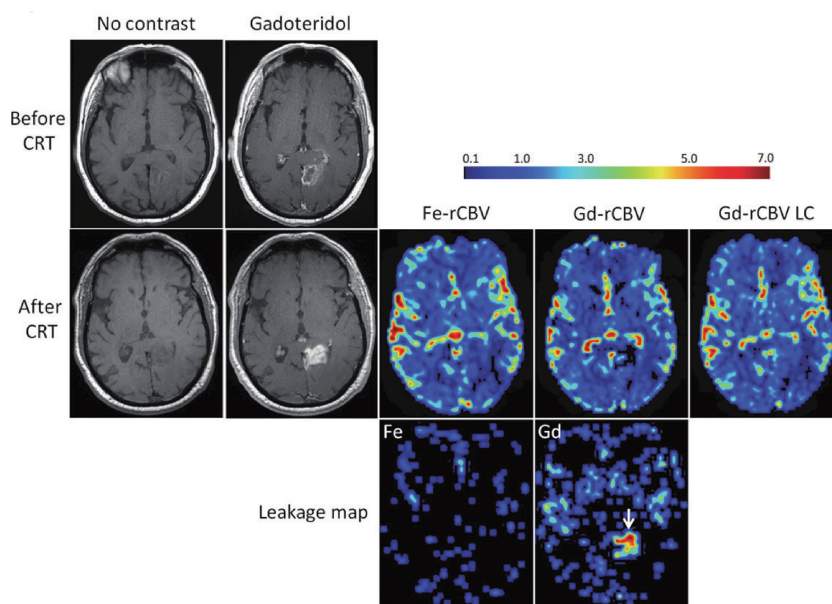 No contrast
Gadoteridol
Before
CRT
0.1
1.0
3.0
5.0
7.0
Fe-rCBV
Gd-rCBV
Gd-rCBV LC
After
CRT
Fe
Gd
Leakage map